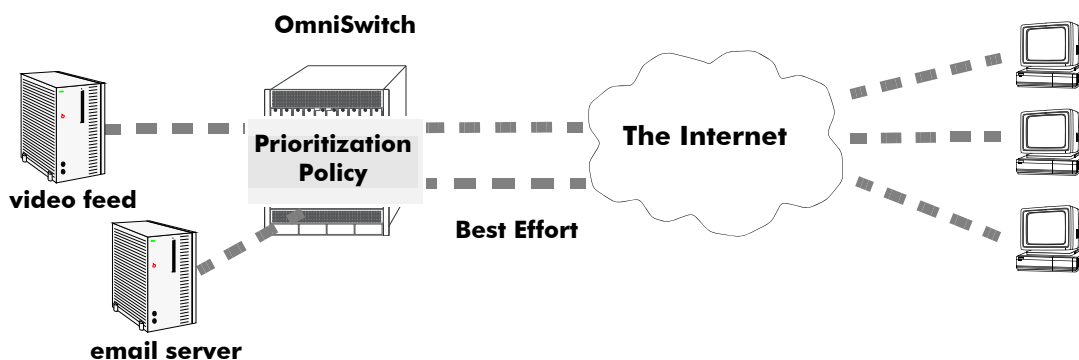 OmniSwitch
Prioritization
Policy
The Internet
video feed
Best Effort
email server